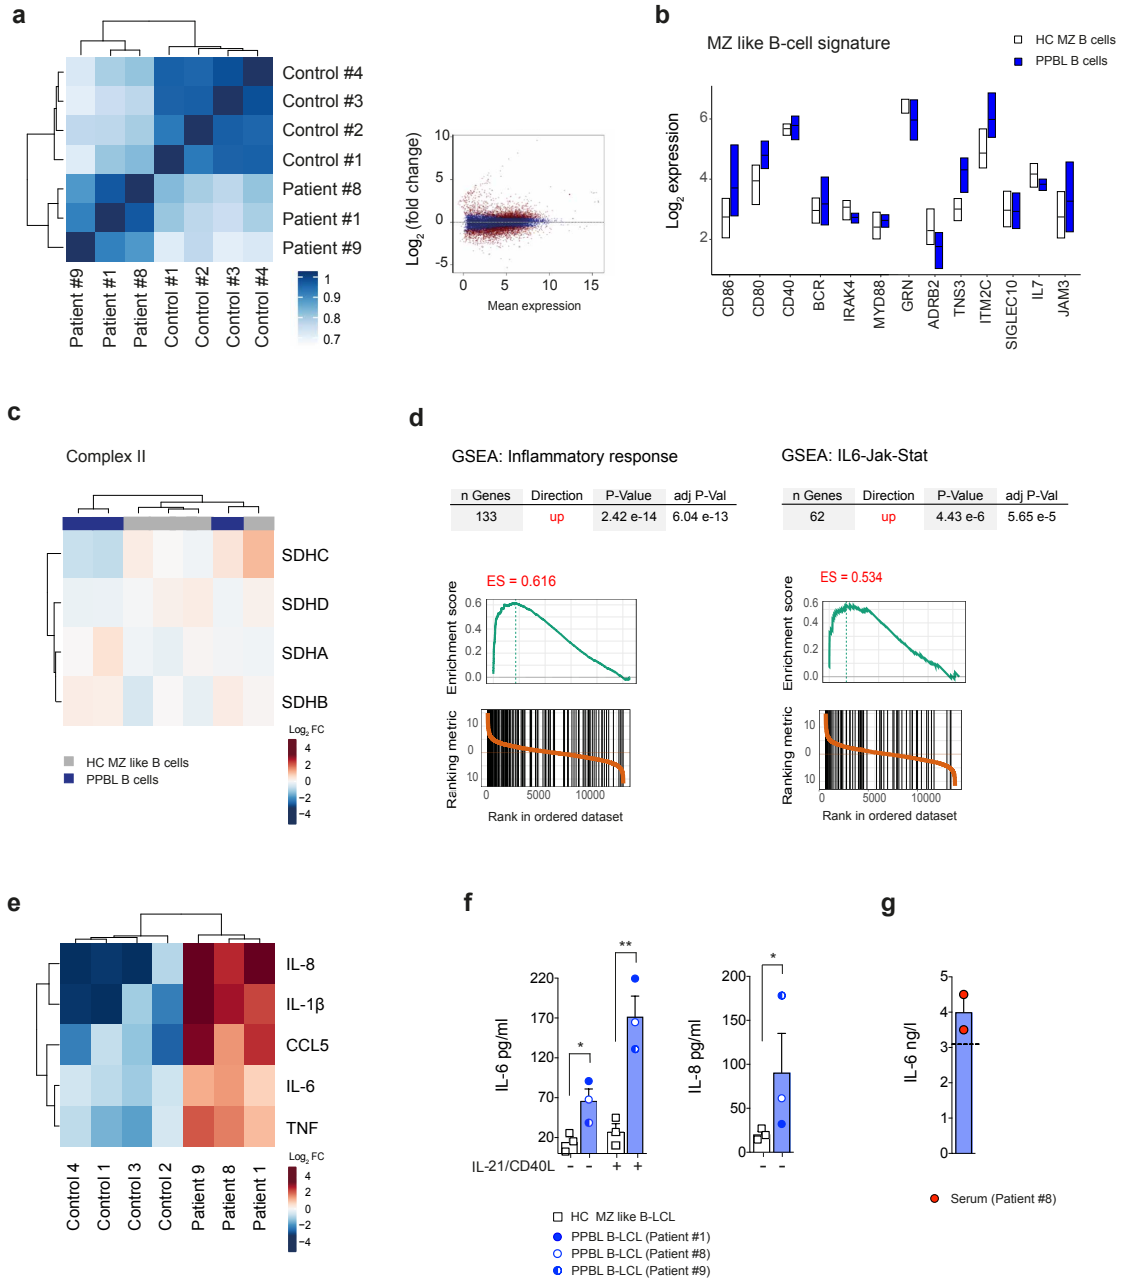 a
Control #4
Control #3
Control #2
Control #1
Patient #8
Patient #1
Patient #9
Patient #9
Patient #1
Patient #8
Control #1
Control #2
Control #3
Control #4
1
0.9
0.8
0.7
Log2 (fold change)
10
5
0
-5
0
5
10
15
Mean expression
b
MZ like B-cell signature
HC MZ B cells
PPBL B cells
Log2 expression
6
4
2
CD86
CD80
CD40
BCR
IRAK4
MYD88
GRN
ADRB2
TNS3
ITM2C
SIGLEC10
IL7
JAM3
c
Complex II
SDHC
SDHD
SDHA
SDHB
HC MZ like B cells
PPBL B cells
Log2 FC
4
2
0
−2
−4
d
GSEA: Inflammatory response
n Genes Direction P-Value adj P-Val
133 up 2.42 e-14 6.04 e-13
ES = 0.616
Enrichment score
0.6
0.4
0.2
0.0
Ranking metric
10
0
10
0 5000 10000
Rank in ordered dataset
GSEA: IL6-Jak-Stat
n Genes Direction P-Value adj P-Val
62 up 4.43 e-6 5.65 e-5
ES = 0.534
Enrichment score
0.6
0.4
0.2
0.0
Ranking metric
10
0
10
0 5000 10000
Rank in ordered dataset
e
IL-8
IL-1β
CCL5
IL-6
TNF
Control 4
Control 1
Control 3
Control 2
Patient 9
Patient 8
Patient 1
Log2 FC
4
2
0
−2
−4
f
IL-6 pg/ml
220
170
120
70
20
*
**
IL-21/CD40L - - + +
IL-8 pg/ml
200
150
100
50
0
*
- -
HC MZ like B-LCL
PPBL B-LCL (Patient #1)
PPBL B-LCL (Patient #8)
PPBL B-LCL (Patient #9)
g
IL-6 ng/l
5
4
3
2
1
0
Serum (Patient #8)